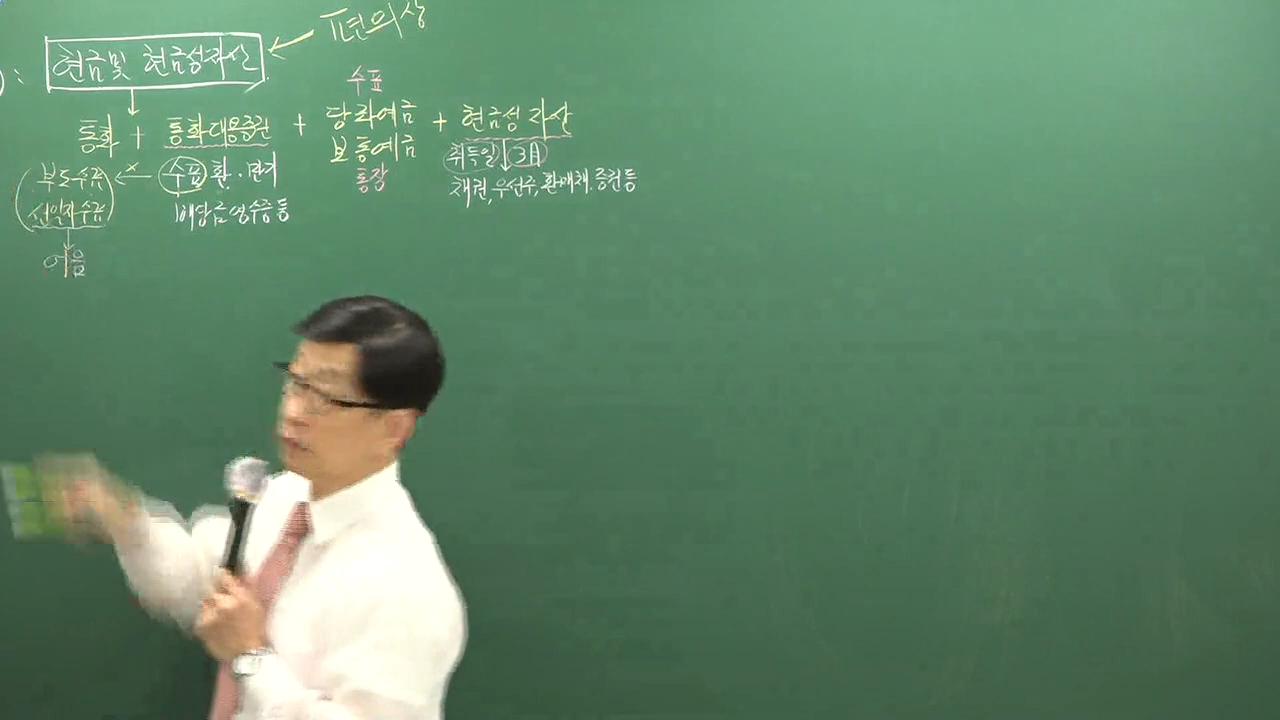 편의상
: 현금및 현금성자산
수표
통화 + 통화대용증권 + 당좌예금 + 현금성 자산
보통예금
취득일 3月
부도수표 × 수표 환·만기 통장 채권, 우선주, 환매채. 증권 등
선일자수표 배당금 영수증 등
어음